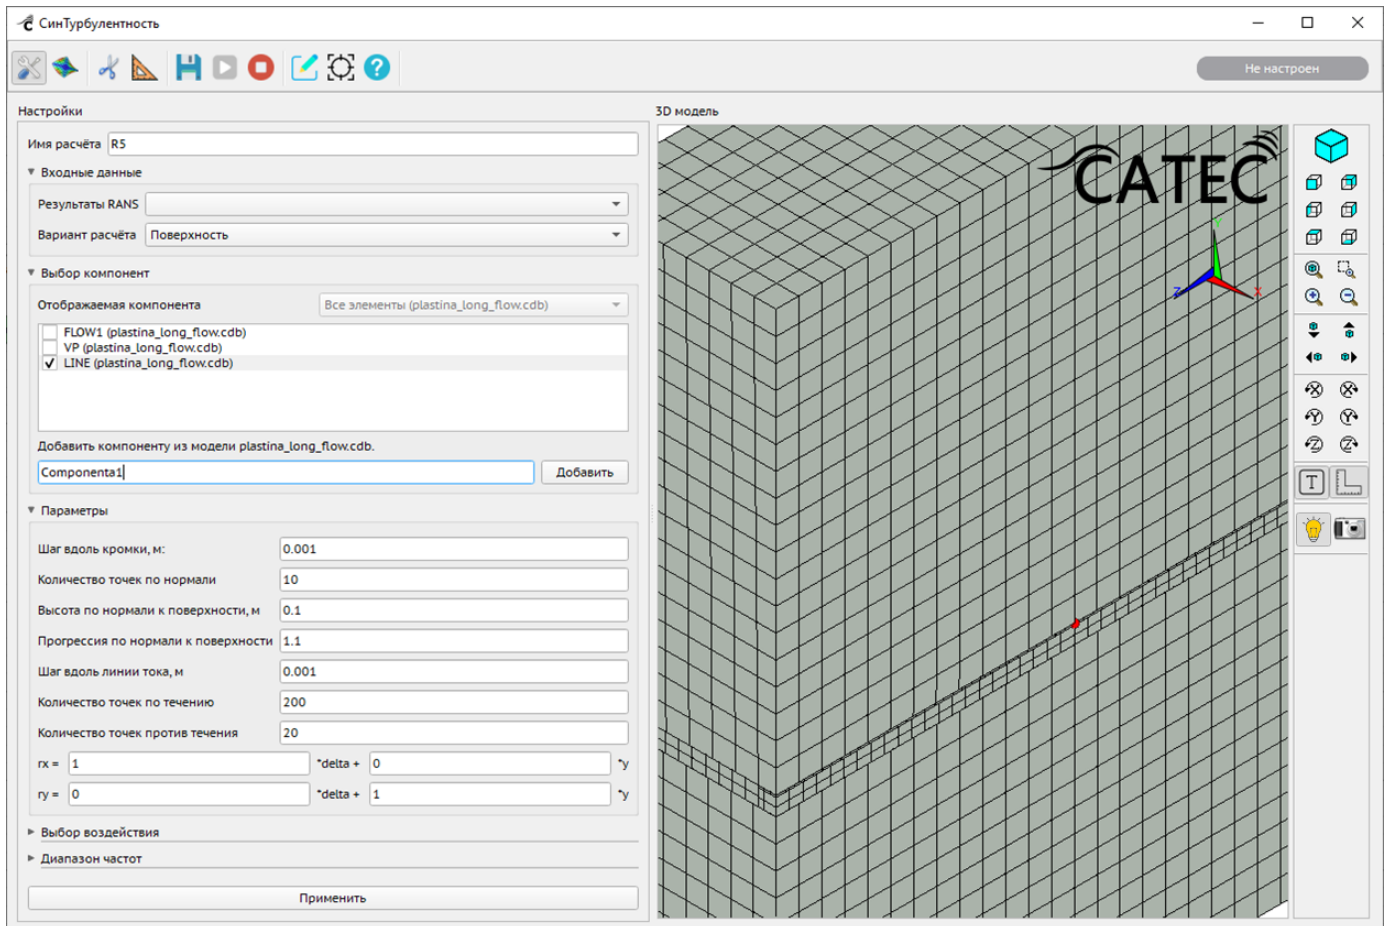 СинТурбулентность
Не настроен
Настройки
Имя расчёта R5
Входные данные
Результаты RANS
Вариант расчёта Поверхность
Выбор компонент
Отображаемая компонента Все элементы (plastina_long_flow.cdb)
FLOW1 (plastina_long_flow.cdb)
VP (plastina_long_flow.cdb)
LINE (plastina_long_flow.cdb)
Добавить компоненту из модели plastina_long_flow.cdb.
Componenta1 Добавить
Параметры
Шаг вдоль кромки, м: 0.001
Количество точек по нормали 10
Высота по нормали к поверхности, м 0.1
Прогрессия по нормали к поверхности 1.1
Шаг вдоль линии тока, м 0.001
Количество точек по течению 200
Количество точек против течения 20
rx = 1 *delta + 0 *y
ry = 0 *delta + 1 *y
Выбор воздействия
Диапазон частот
Применить
3D модель
CATEC
Y
Z X
X X
Y Y
Z Z
T